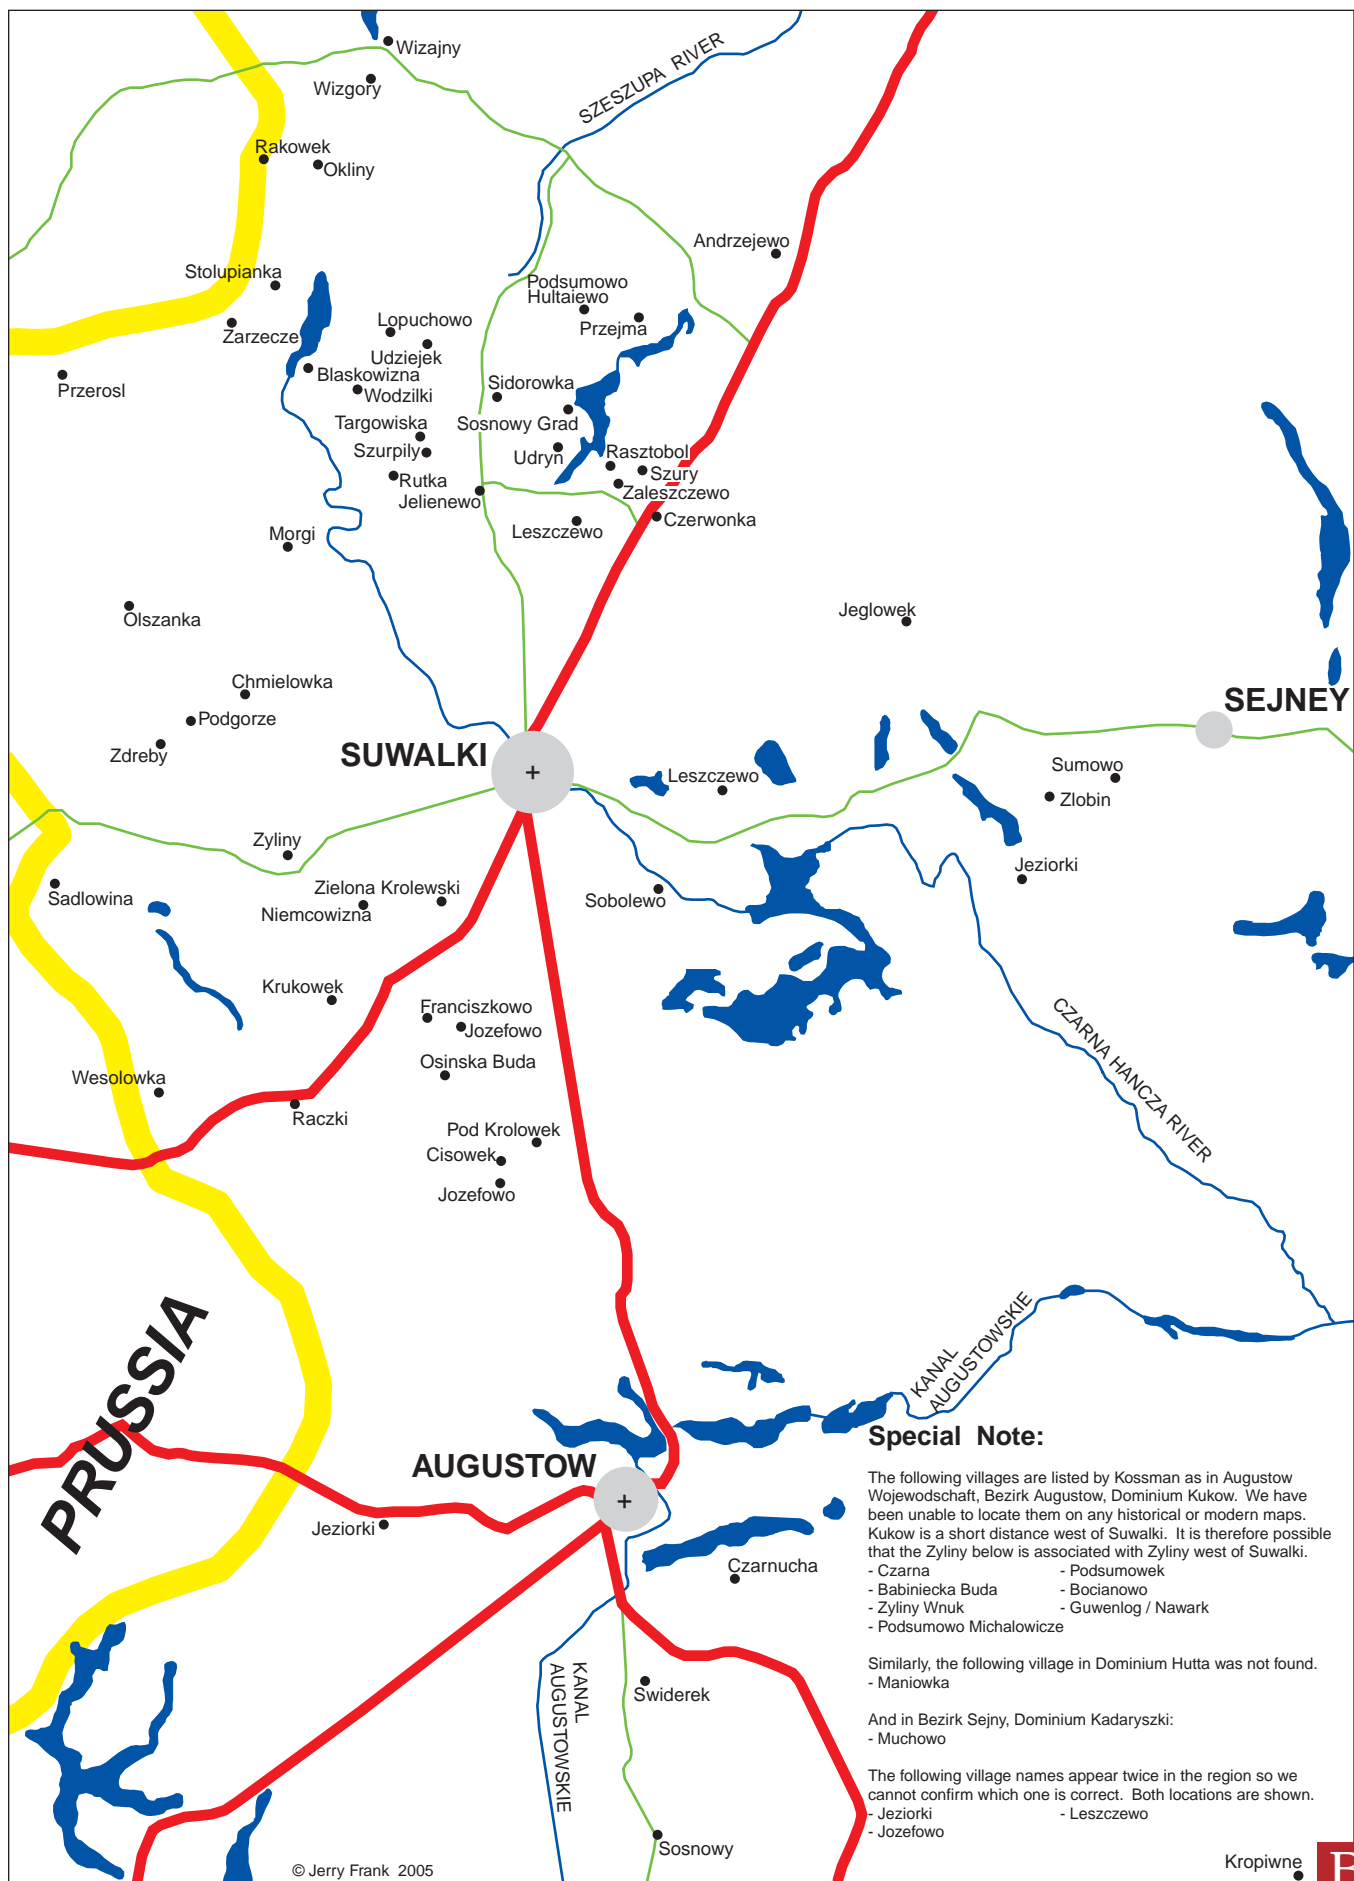 Wizajny
SZESZUPA RIVER
Wizgory
Rakowek
Okliny
Andrzejewo
Stolupianka
Podsumowo
Hultaiewo
Przejma
Lopuchowo
Zarzecze
Udziejek
Blaskowizna
Przerosl
Wodzilki
Sidorowka
Targowiska
Sosnowy Grad
Szurpily
Udryn
Rasztobol
Szury
Rutka
Zaleszczewo
Jelienewo
Leszczewo
Czerwonka
Morgi
Olszanka
Jeglowek
Chmielowka
SEJNEY
Podgorze
Zdreby
SUWALKI
Leszczewo
Sumowo
Zlobin
Zyliny
Jeziorki
Sadlowina
Zielona Krolewski
Niemcowizna
Sobolewo
Krukowek
Franciszkowo
Jozefowo
CZARNA HANCZA RIVER
Osinska Buda
Wesolowka
Raczki
Pod Krolowek
Cisowek
Jozefowo
PRUSSIA
KANAL
AUGUSTOWSKIE
AUGUSTOW
Jeziorki
Czarnucha
KANAL
AUGUSTOWSKIE
Swiderek
Sosnowy
Special Note:
The following villages are listed by Kossman as in Augustow
Wojewodschaft, Bezirk Augustow, Dominium Kukow. We have
been unable to locate them on any historical or modern maps.
Kukow is a short distance west of Suwalki. It is therefore possible
that the Zyliny below is associated with Zyliny west of Suwalki.
- Czarna - Podsumowek
- Babiniecka Buda - Bocianowo
- Zyliny Wnuk - Guwenlog / Nawark
- Podsumowo Michalowicze
Similarly, the following village in Dominium Hutta was not found.
- Maniowka
And in Bezirk Sejny, Dominium Kadaryszki:
- Muchowo
The following village names appear twice in the region so we
cannot confirm which one is correct. Both locations are shown.
- Jeziorki - Leszczewo
- Jozefowo
Kropiwne
© Jerry Frank 2005